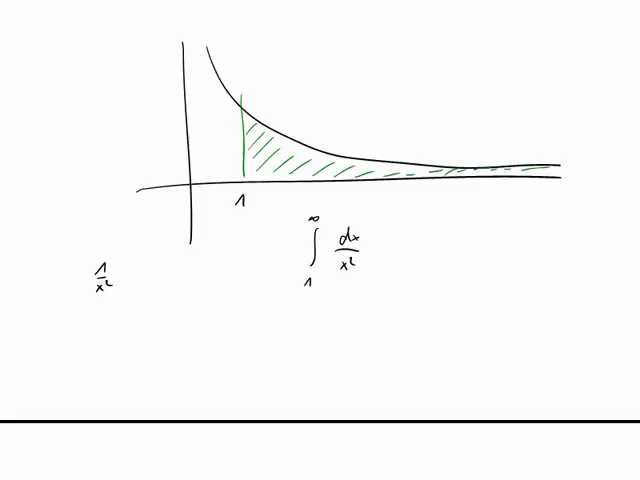 1
∞
∫ dx/x²
1
1/x²